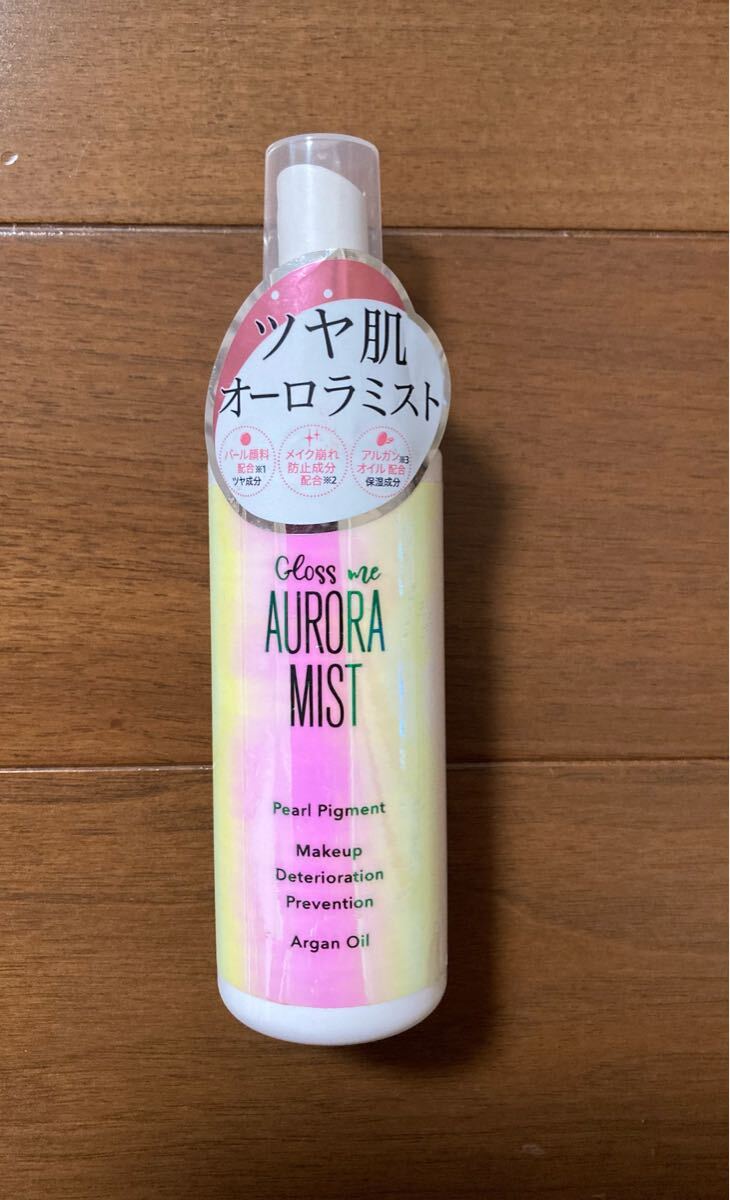 ツヤ肌
オーロラミスト
パール顔料
配合※1
ツヤ成分
メイク崩れ
防止成分
配合※2
アルガン※3
オイル配合
保湿成分
Gloss me
AURORA
MIST
Pearl Pigment
Makeup
Deterioration
Prevention
Argan Oil